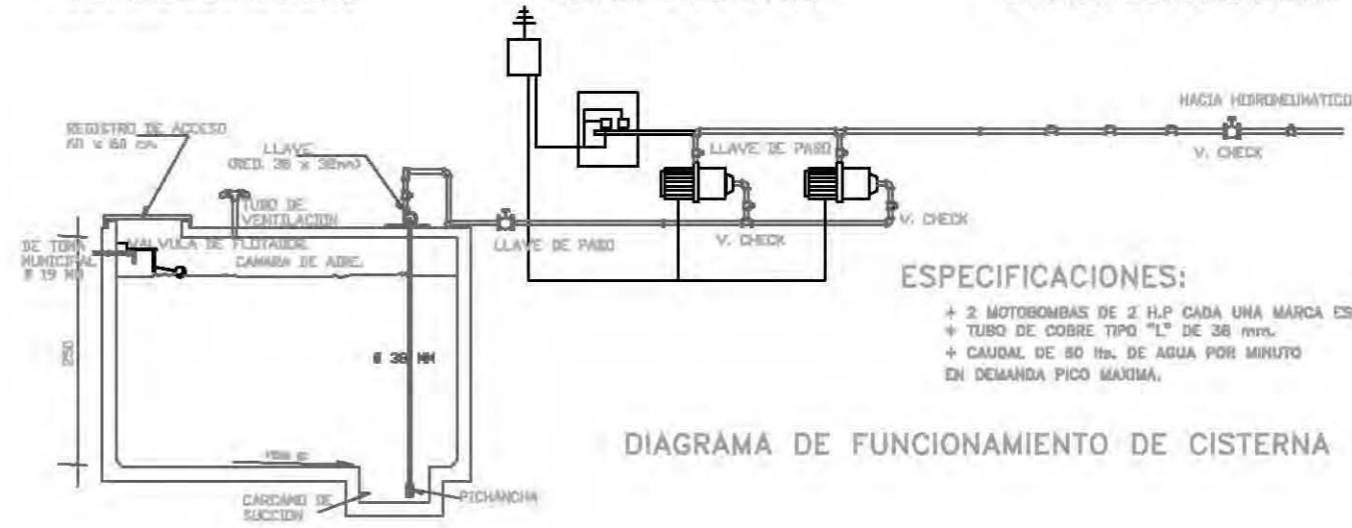 HACIA HIDRONEUMATICO
V. CHECK
REGISTRO DE ACCESO
60 x 60 cm.
LLAVE
(RED. 38 x 32mm)
LLAVE DE PASO
TUBO DE
VENTILACION
DE TOMA
MUNICIPAL
Ø 19 MM
VALVULA DE FLOTADOR.
CAMARA DE AIRE.
LLAVE DE PASO
V. CHECK
V. CHECK
250
Ø 38 MM
ESPECIFICACIONES:
+ 2 MOTOBOMBAS DE 2 H.P CADA UNA MARCA ES
+ TUBO DE COBRE TIPO "L" DE 38 mm.
+ CAUDAL DE 80 lts. DE AGUA POR MINUTO
EN DEMANDA PICO MAXIMA.
DIAGRAMA DE FUNCIONAMIENTO DE CISTERNA
CARCAMO DE
SUCCION
PICHANCHA